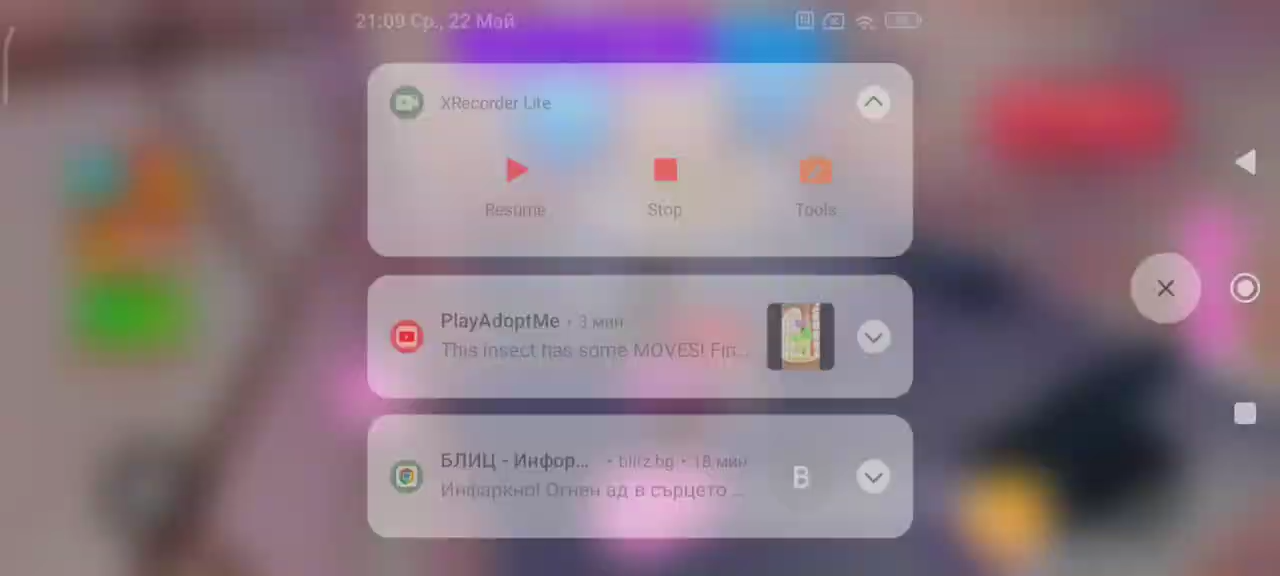 21:09 Ср., 22 Май
XRecorder Lite
Resume
Stop
Tools
PlayAdoptMe • 3 мин
This insect has some MOVES! Fin...
БЛИЦ - Инфор... • blitz.bg • 18 мин
Инфарктно! Огнен ад в сърцето ...
B